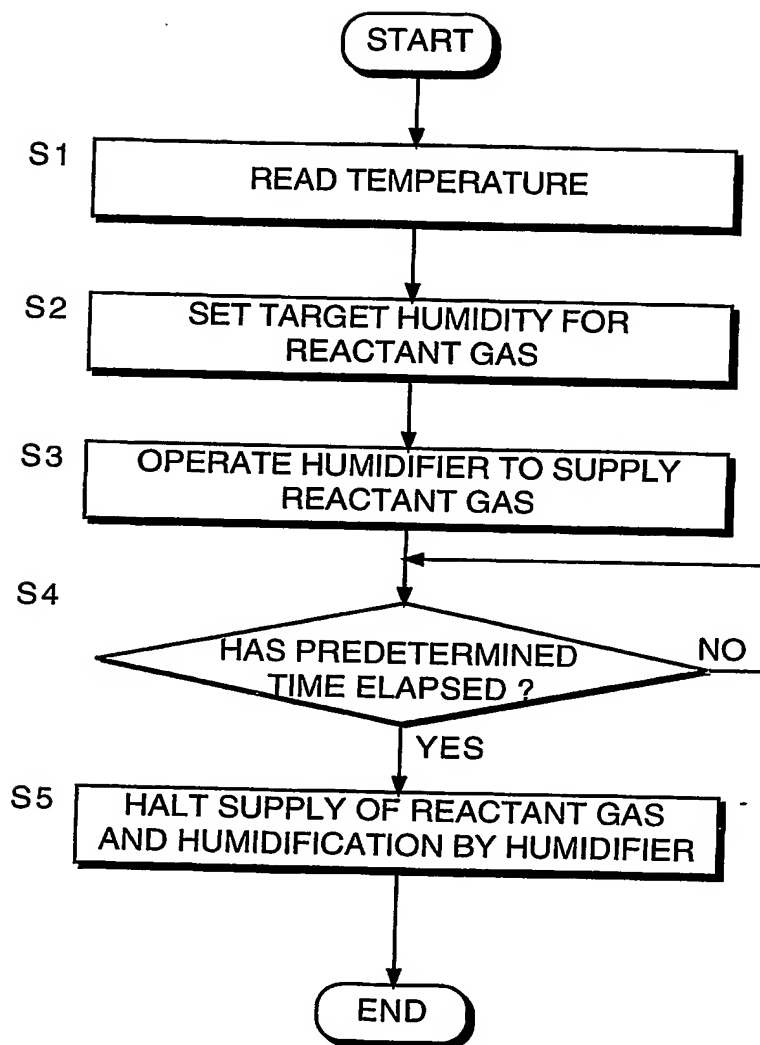 START
S1
READ TEMPERATURE
S2
SET TARGET HUMIDITY FOR
REACTANT GAS
S3
OPERATE HUMIDIFIER TO SUPPLY
REACTANT GAS
S4
HAS PREDETERMINED
TIME ELAPSED ?
NO
YES
S5
HALT SUPPLY OF REACTANT GAS
AND HUMIDIFICATION BY HUMIDIFIER
END